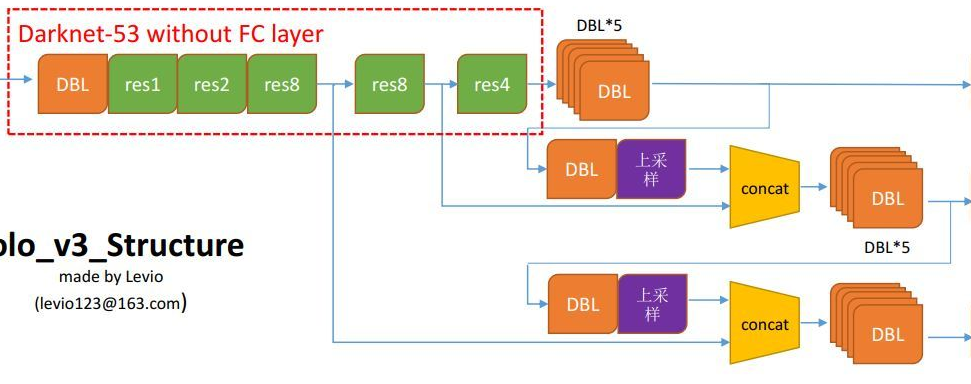 Darknet-53 without FC layer
DBL*5
DBL
res1
res2
res8
res8
res4
DBL
DBL
上采
样
concat
DBL
DBL*5
olo_v3_Structure
made by Levio
(levio123@163.com)
DBL
上采
样
concat
DBL